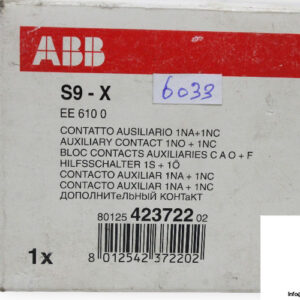 ABB
S9 - X
6033
EE 610 0
CONTATTO AUSILIARIO 1NA+1NC
AUXILIARY CONTACT 1NO + 1NC
BLOC CONTACTS AUXILIARIES C A O + F
HILFSSCHALTER 1S + 1Ö
CONTACTO AUXILIAR 1NA + 1NC
CONTACTO AUXILIAR 1NA + 1NC
ДОПОЛНИТЕЛЬНЫЙ КОНТАКТ
80125 423722 02
1x
8 012542 372202